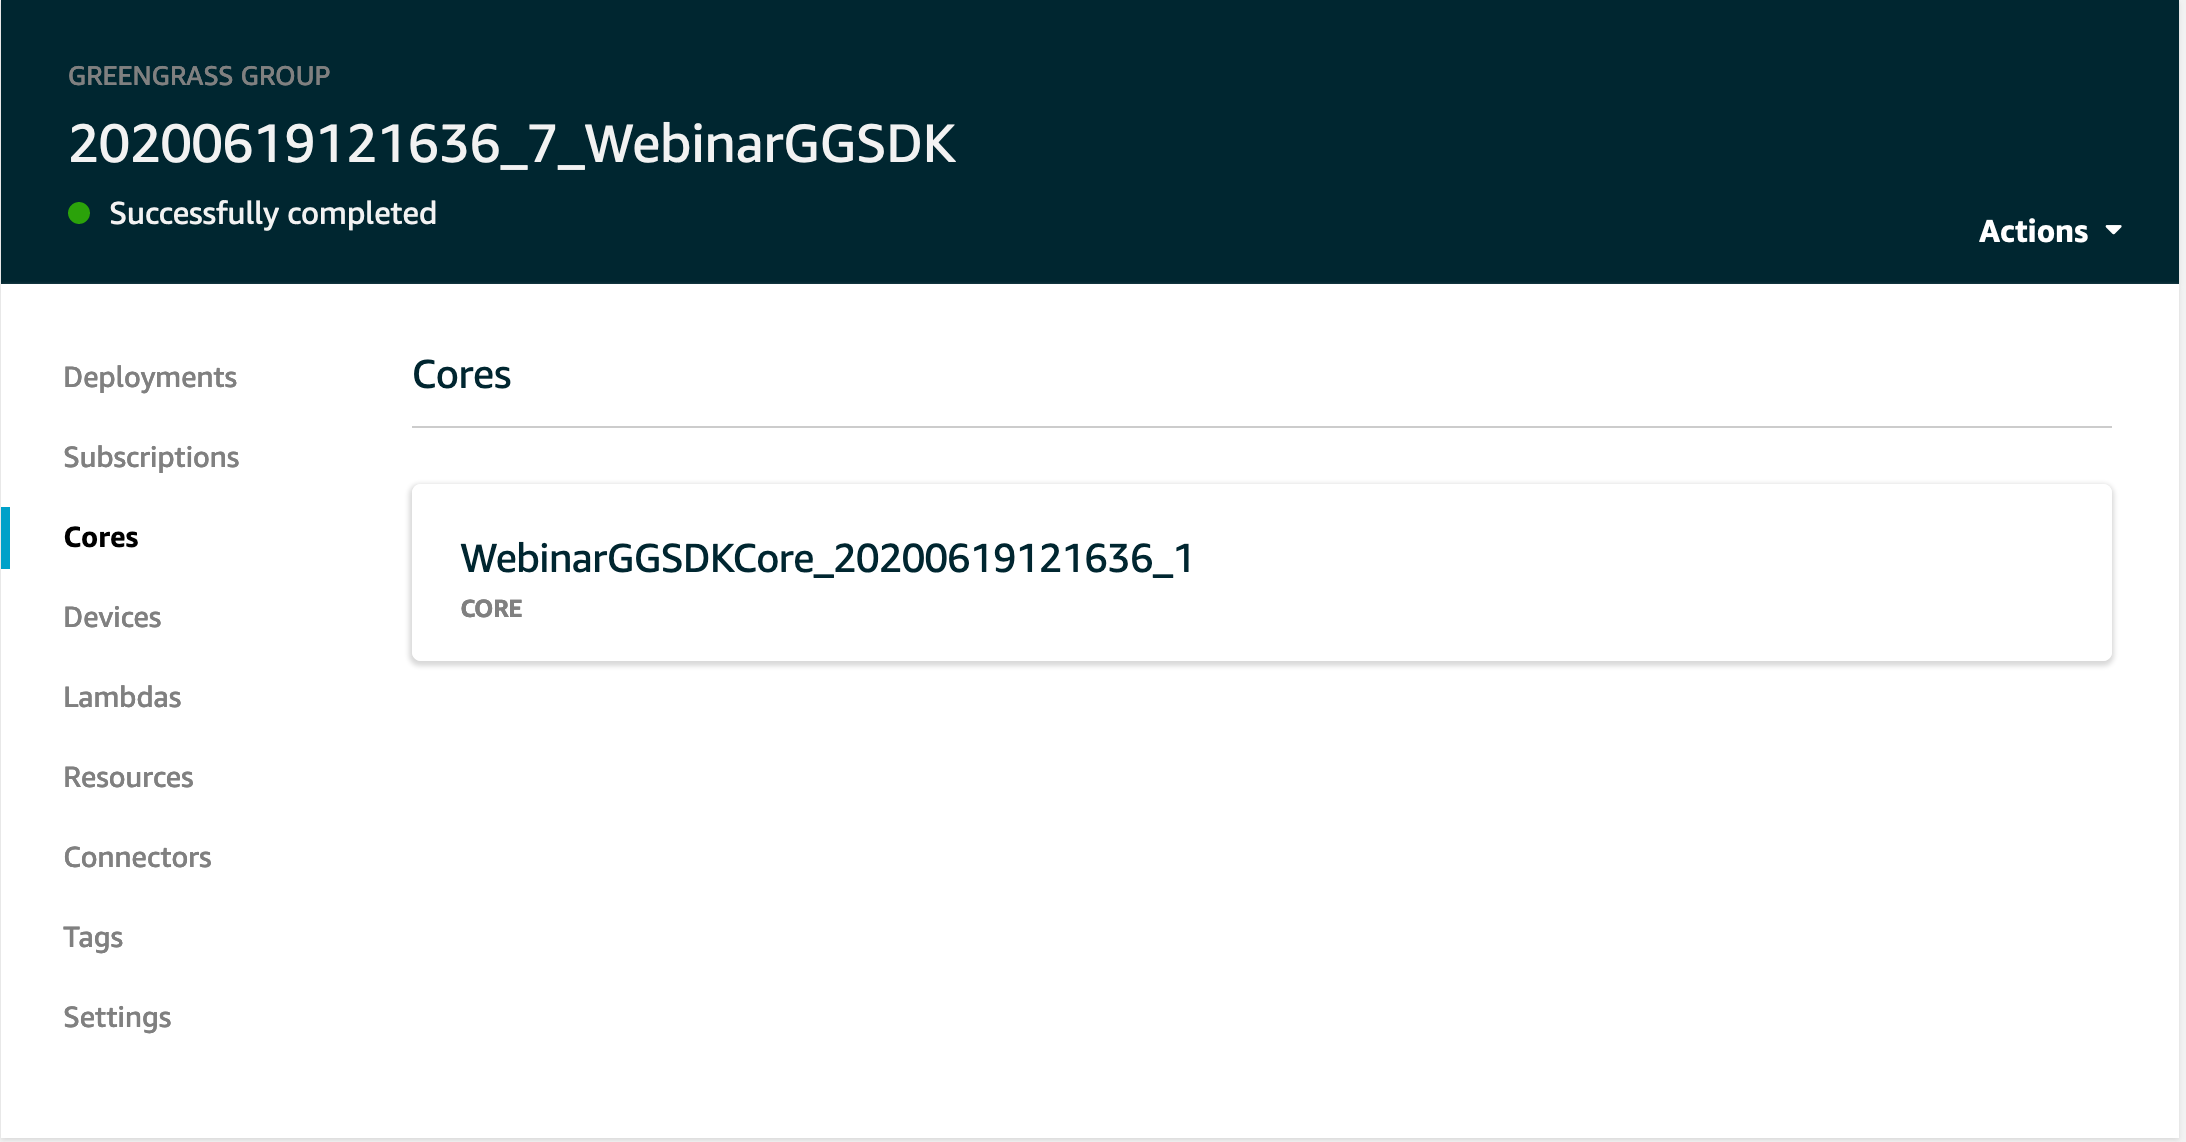 GREENGRASS GROUP
20200619121636_7_WebinarGGSDK
Successfully completed
Actions
Deployments
Subscriptions
Cores
Devices
Lambdas
Resources
Connectors
Tags
Settings
Cores
WebinarGGSDKCore_20200619121636_1
CORE